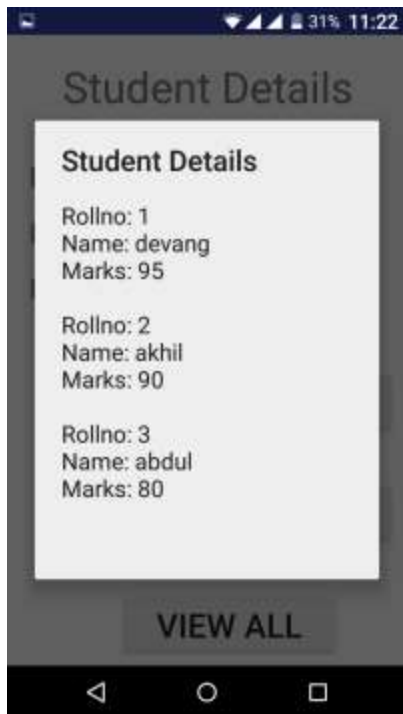 31% 11:22
Student Details
Student Details
Rollno: 1
Name: devang
Marks: 95
Rollno: 2
Name: akhil
Marks: 90
Rollno: 3
Name: abdul
Marks: 80
VIEW ALL